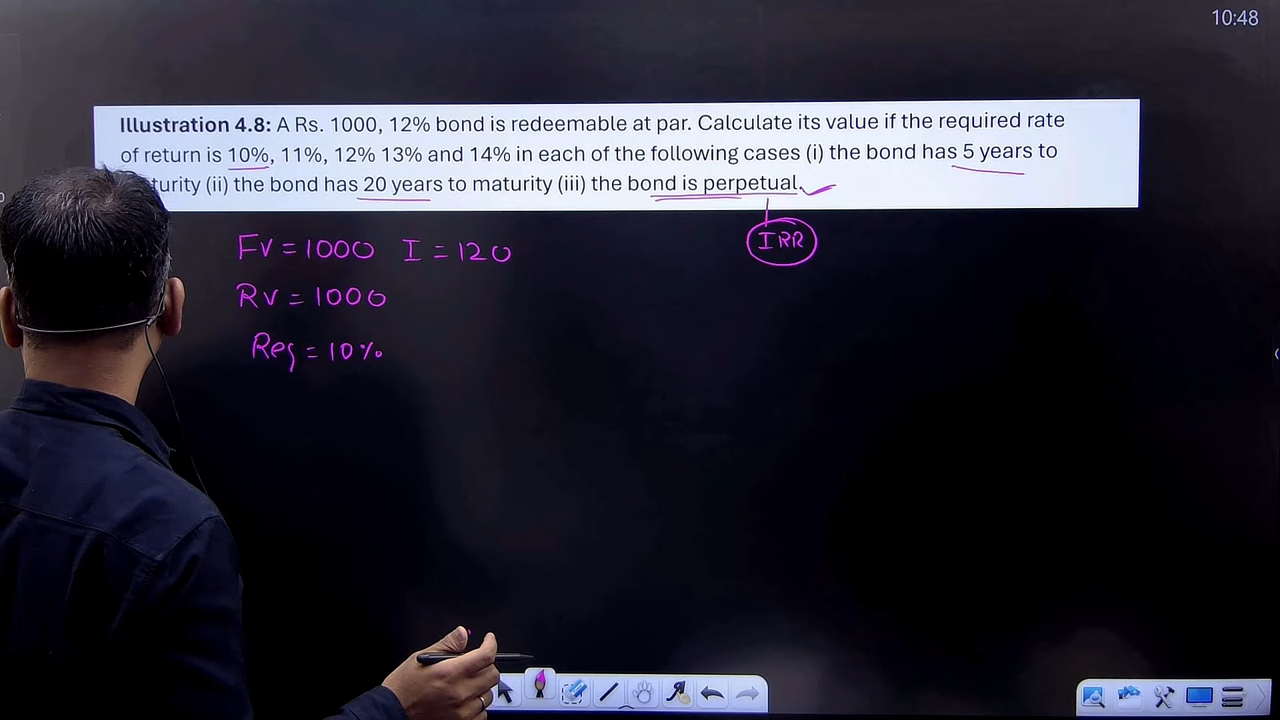 10:48
Illustration 4.8: A Rs. 1000, 12% bond is redeemable at par. Calculate its value if the required rate
of return is 10%, 11%, 12% 13% and 14% in each of the following cases (i) the bond has 5 years to
turity (ii) the bond has 20 years to maturity (iii) the bond is perpetual.
IRR
FV = 1000 I = 120
RV = 1000
Req = 10%